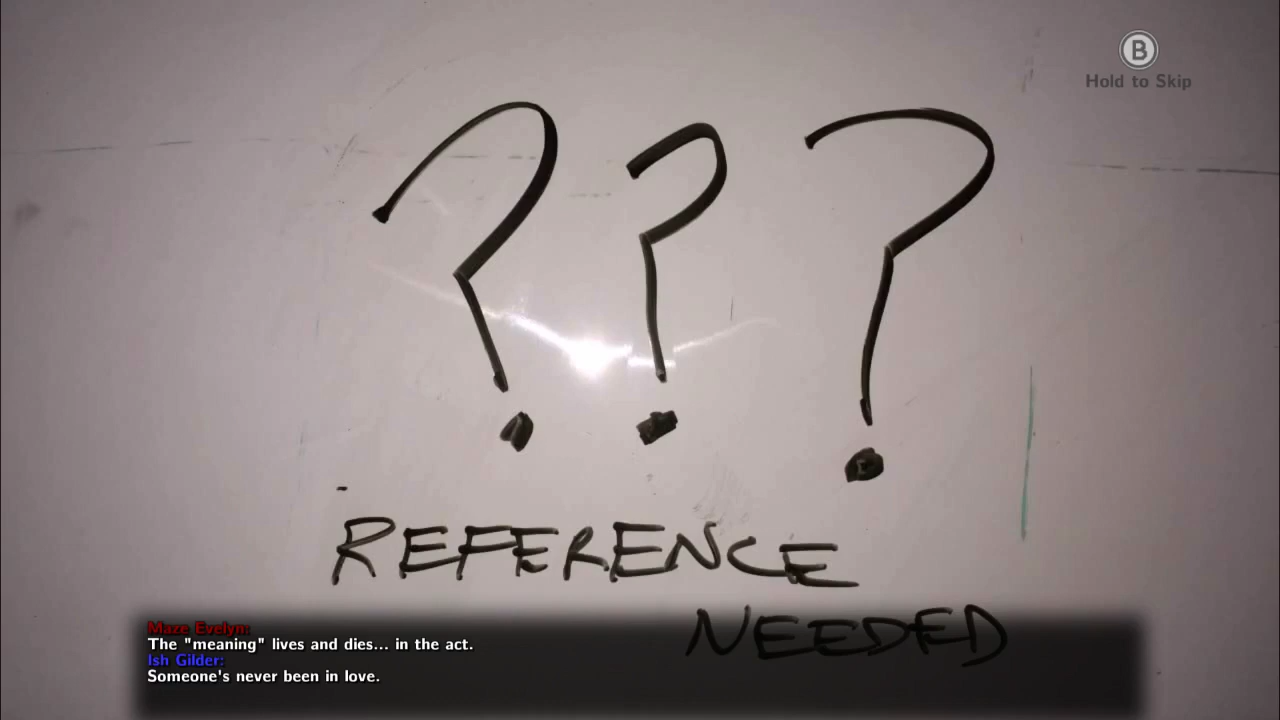 B
Hold to Skip
? ? ?
REFERENCE
NEEDED
Maze Evelyn:
The "meaning" lives and dies... in the act.
Ish Gilder:
Someone's never been in love.